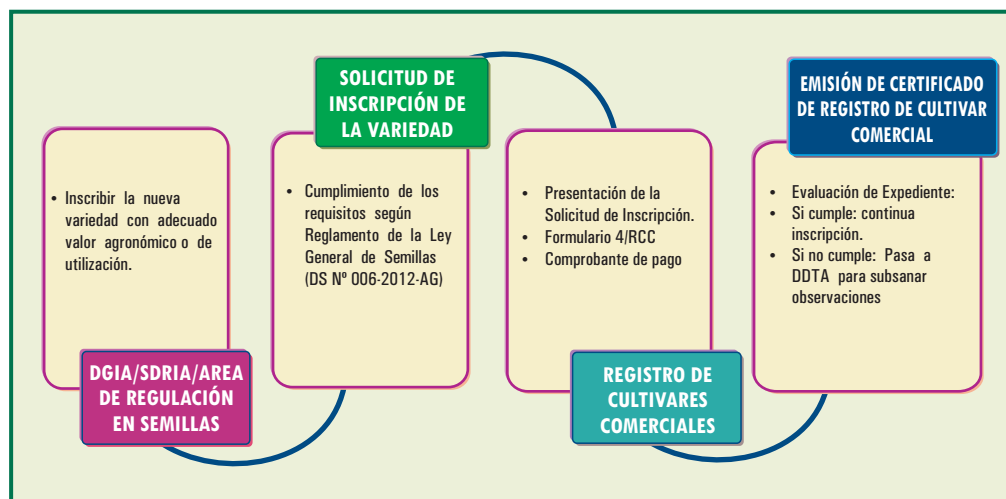 • Inscribir la nueva
variedad con adecuado
valor agronómico o de
utilización.
DGIA/SDRIA/AREA
DE REGULACIÓN
EN SEMILLAS
SOLICITUD DE
INSCRIPCIÓN DE
LA VARIEDAD
• Cumplimiento de los
requisitos según
Reglamento de la Ley
General de Semillas
(DS Nº 006-2012-AG)
• Presentación de la
Solicitud de Inscripción.
• Formulario 4/RCC
• Comprobante de pago
REGISTRO DE
CULTIVARES
COMERCIALES
EMISIÓN DE CERTIFICADO
DE REGISTRO DE CULTIVAR
COMERCIAL
• Evaluación de Expediente:
• Si cumple: continua
inscripción.
• Si no cumple: Pasa a
DDTA para subsanar
observaciones